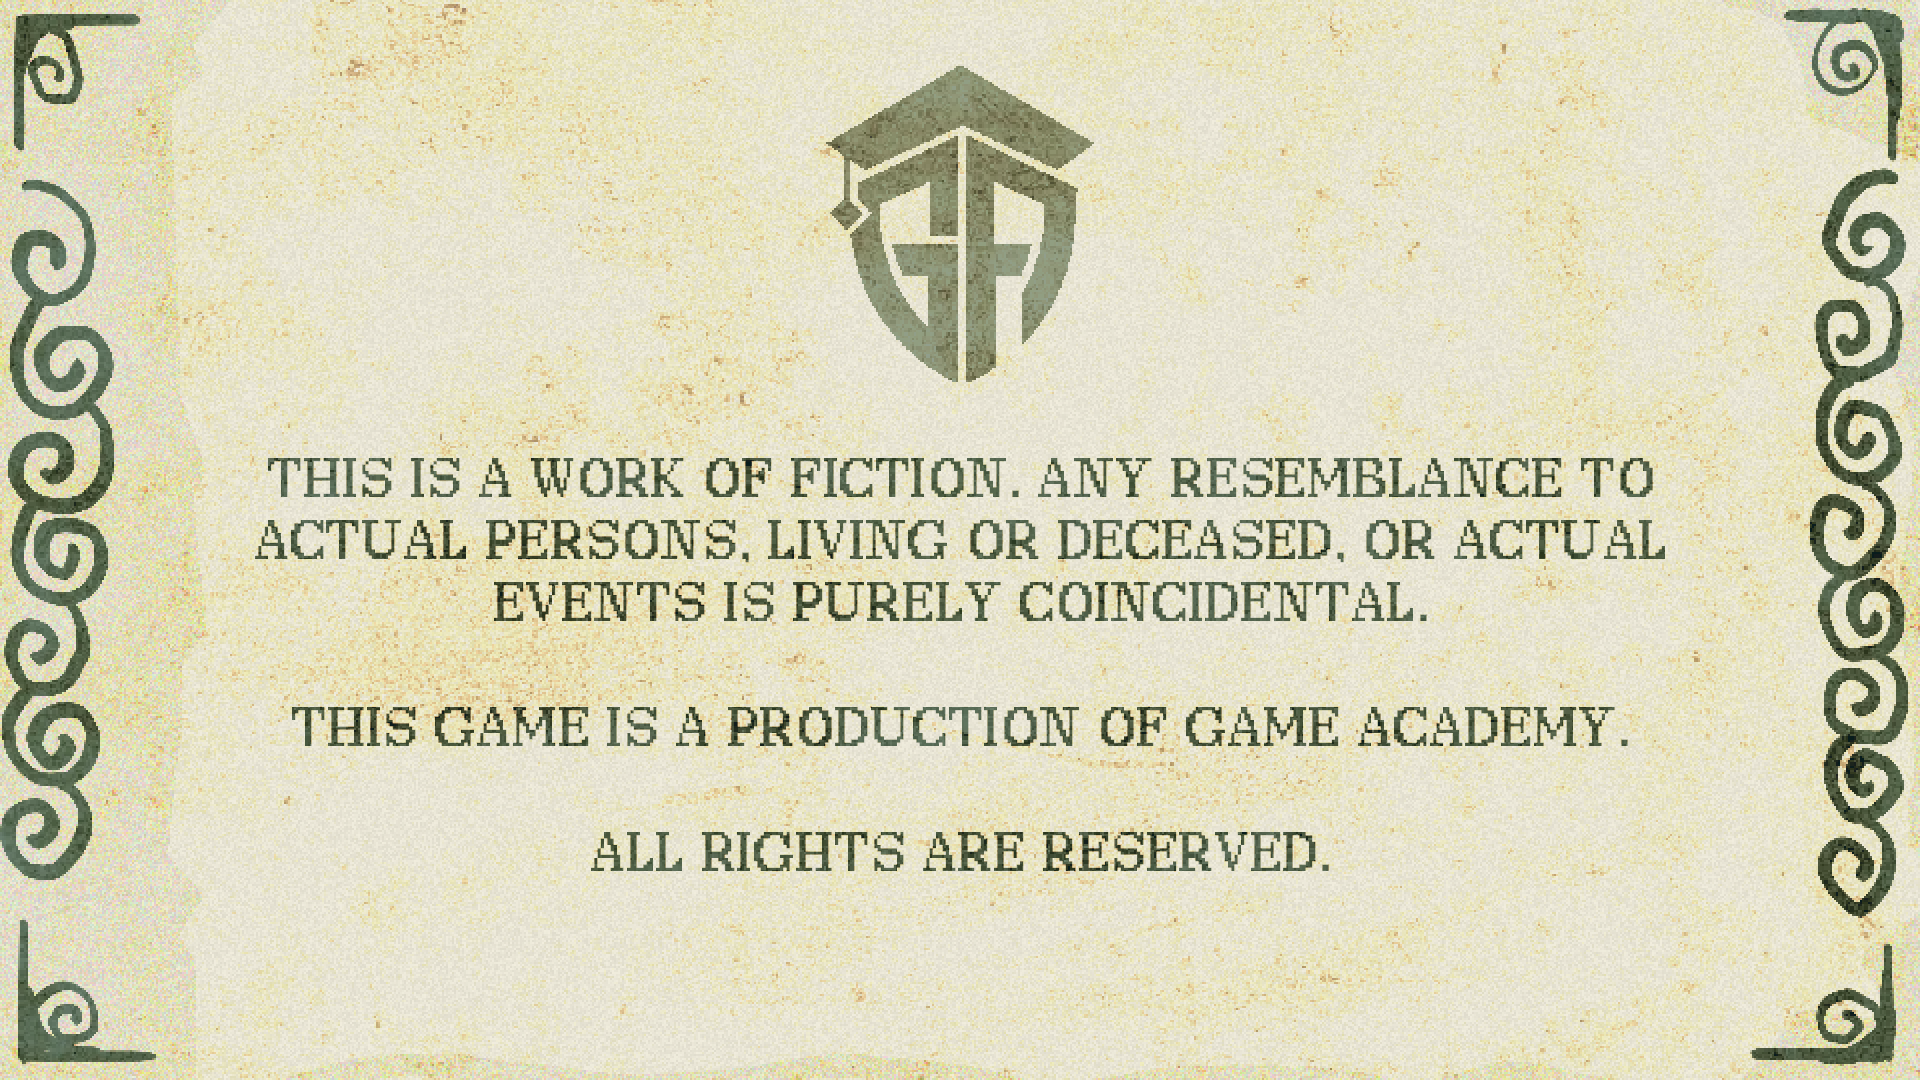 GA
THIS IS A WORK OF FICTION. ANY RESEMBLANCE TO
ACTUAL PERSONS, LIVING OR DECEASED, OR ACTUAL
EVENTS IS PURELY COINCIDENTAL.
THIS GAME IS A PRODUCTION OF GAME ACADEMY.
ALL RIGHTS ARE RESERVED.